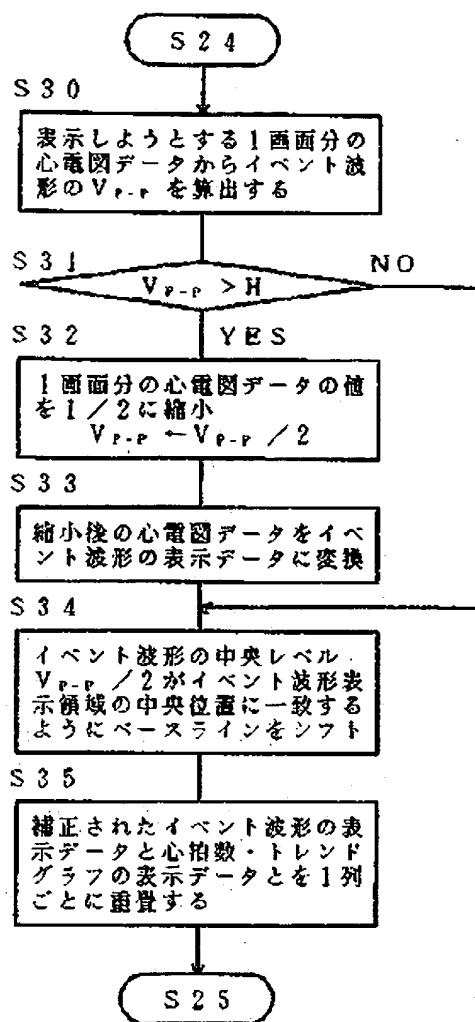 S24
S30
表示しようとする1画面分の
心電図データからイベント波
形のVP-Pを算出する
S31
NO
VP-P>H
S32
YES
1画面分の心電図データの値
を1/2に縮小
VP-P←VP-P/2
S33
縮小後の心電図データをイベ
ント波形の表示データに変換
S34
イベント波形の中央レベル
VP-P/2がイベント波形表
示領域の中央位置に一致する
ようにベースラインをシフト
S35
補正されたイベント波形の表
示データと心拍数・トレンド
グラフの表示データとを1列
ごとに重畳する
S25